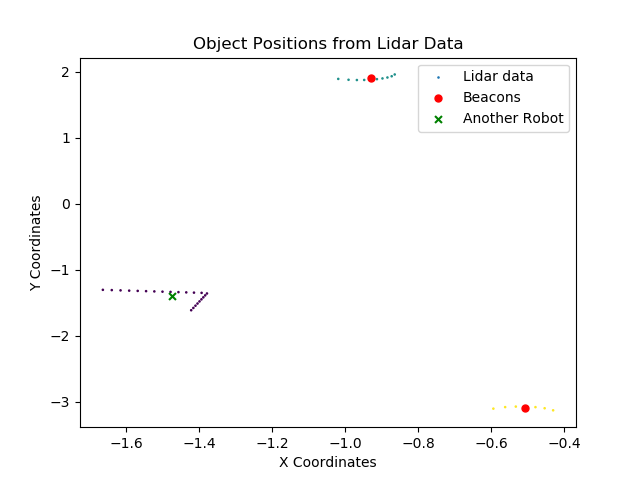 Object Positions from Lidar Data
Lidar data
Beacons
Another Robot
Y Coordinates
2
1
0
−1
−2
−3
−1.6
−1.4
−1.2
−1.0
−0.8
−0.6
−0.4
X Coordinates